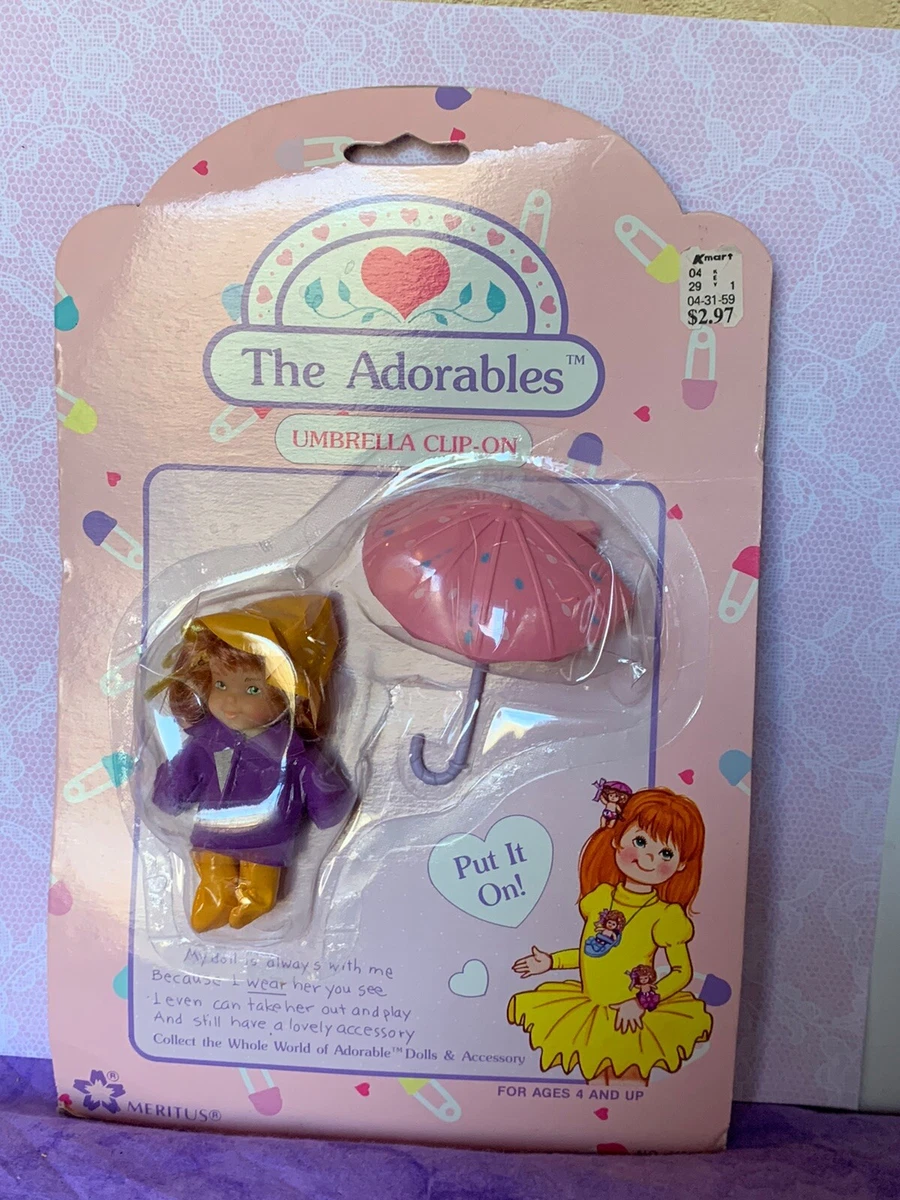 Kmart
04 KEY
29 1
04-31-59
$2.97
The Adorables™
UMBRELLA CLIP-ON
Put It
On!
My doll is always with me
Because I wear her you see
I even can take her out and play
And still have a lovely accessory
Collect the Whole World of Adorable™ Dolls & Accessory
FOR AGES 4 AND UP
MERITUS®